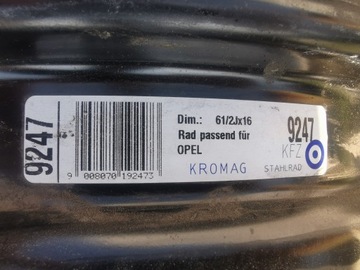 9247
Dim.: 61/2Jx16
Rad passend für
OPEL
KROMAG
9247
KFZ
STAHLRAD
9 008070 192473